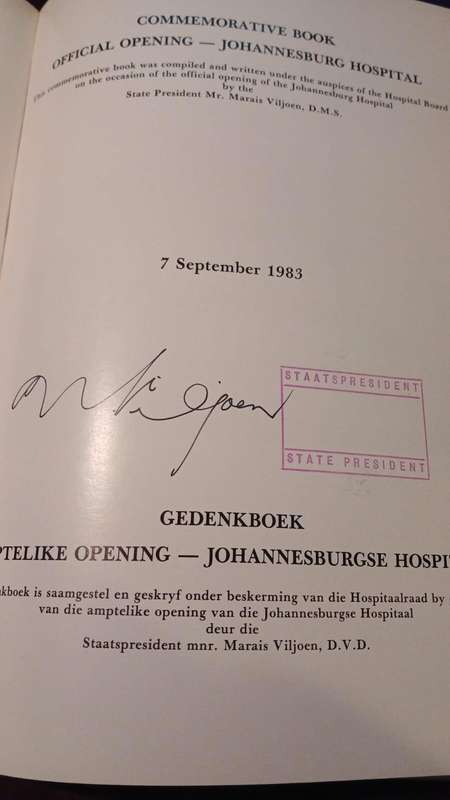 COMMEMORATIVE BOOK
OFFICIAL OPENING — JOHANNESBURG HOSPITAL
This commemorative book was compiled and written under the auspices of the Hospital Board
on the occasion of the official opening of the Johannesburg Hospital
by the
State President Mr. Marais Viljoen, D.M.S.
7 September 1983
M Viljoen
STAATSPRESIDENT
STATE PRESIDENT
GEDENKBOEK
PTELIKE OPENING — JOHANNESBURGSE HOSPIT
kboek is saamgestel en geskryf onder beskerming van die Hospitaalraad by
van die amptelike opening van die Johannesburgse Hospitaal
deur die
Staatspresident mnr. Marais Viljoen, D.V.D.